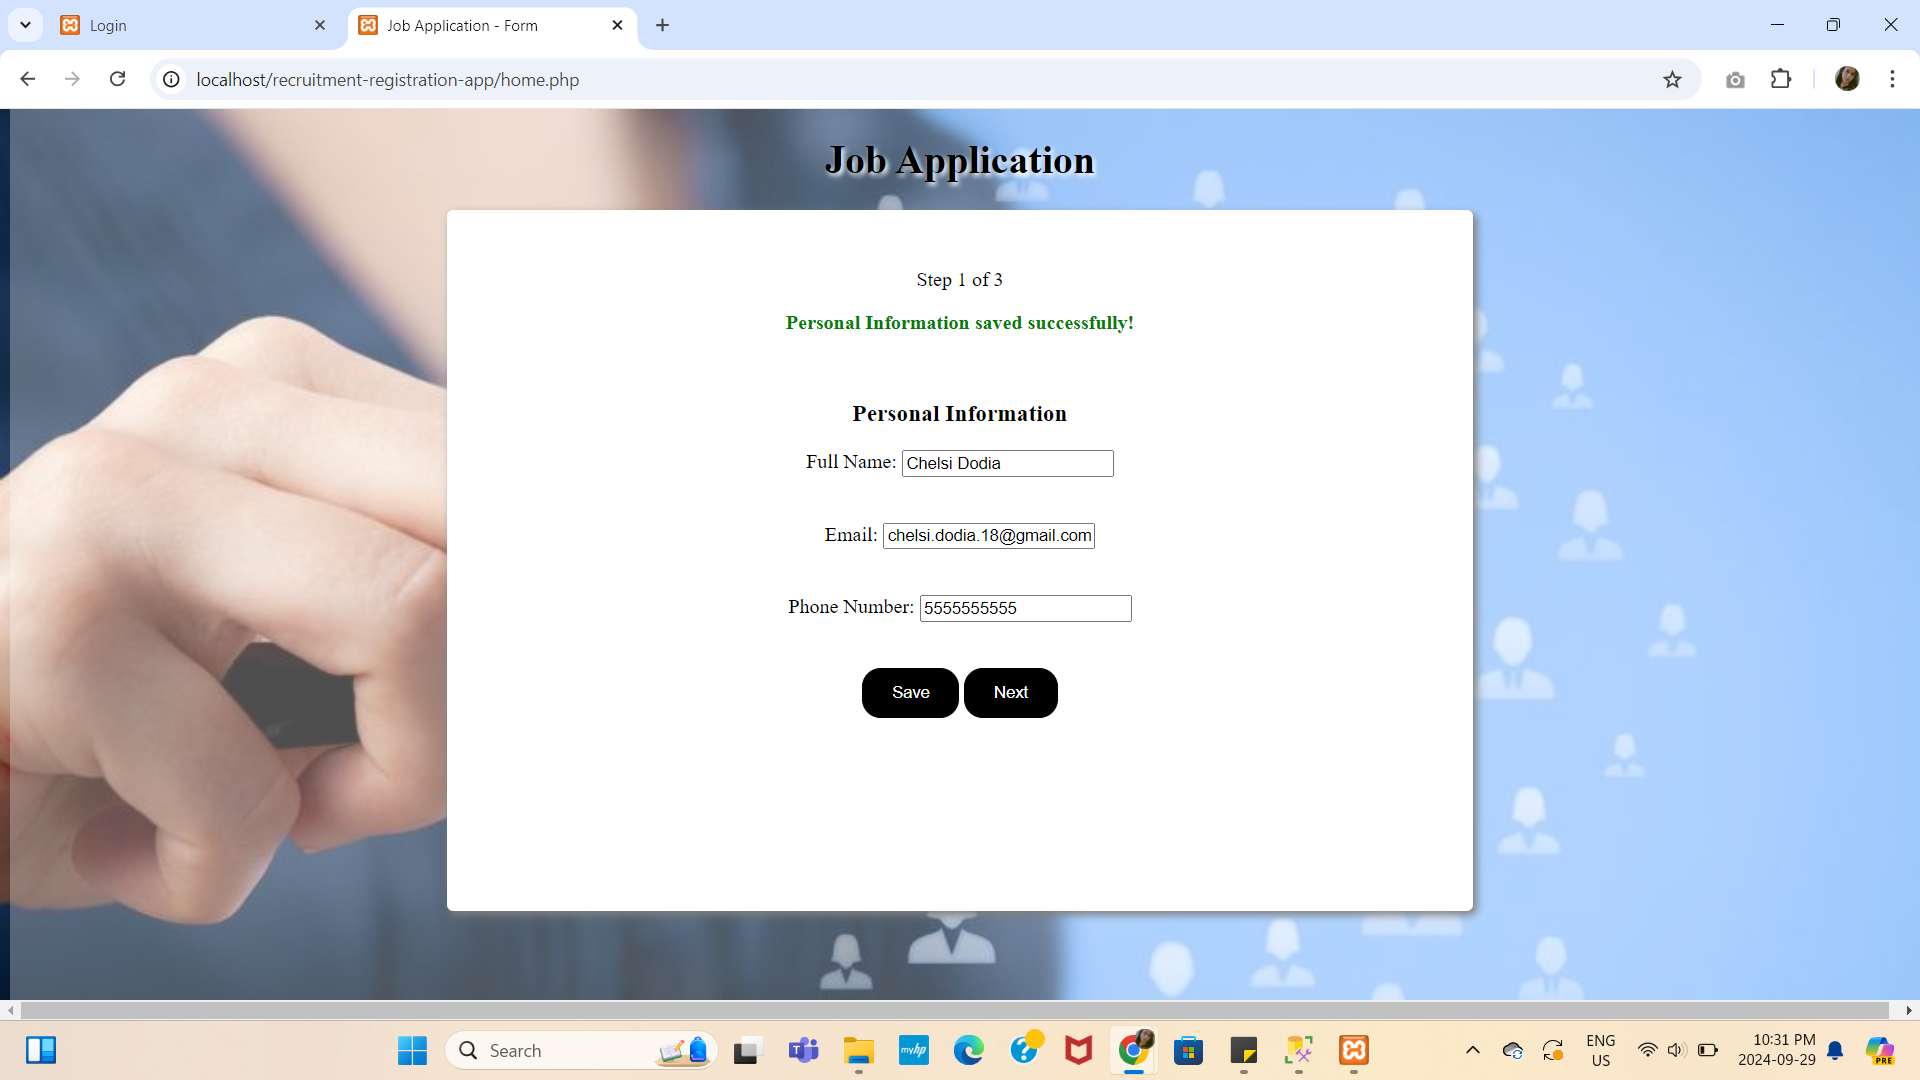 Login
Job Application - Form
localhost/recruitment-registration-app/home.php
Job Application
Step 1 of 3
Personal Information saved successfully!
Personal Information
Full Name: Chelsi Dodia
Email: chelsi.dodia.18@gmail.com
Phone Number: 5555555555
Save Next
Search
myhp
ENG
US
10:31 PM
2024-09-29
PRE